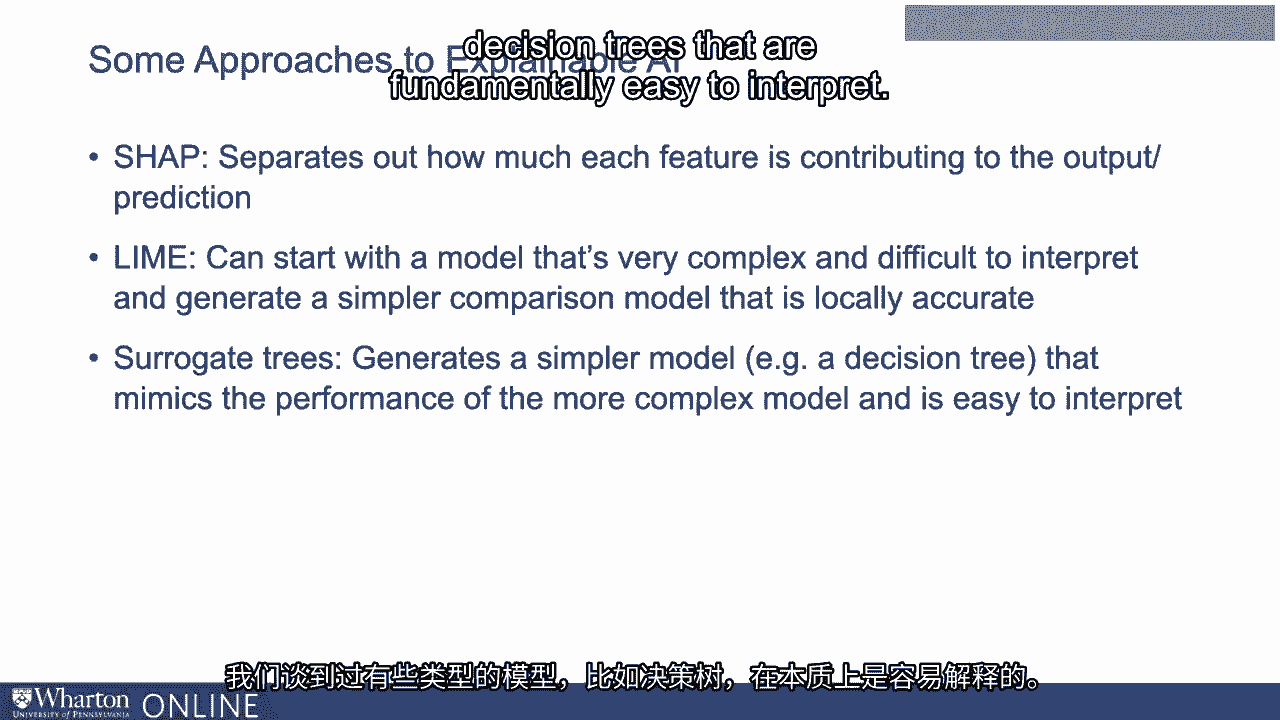 decision trees that are
Some Approaches to Explainable AI
fundamentally easy to interpret.
• SHAP: Separates out how much each feature is contributing to the output/
prediction
• LIME: Can start with a model that’s very complex and difficult to interpret
and generate a simpler comparison model that is locally accurate
• Surrogate trees: Generates a simpler model (e.g. a decision tree) that
mimics the performance of the more complex model and is easy to interpret
我们谈到过有些类型的模型，比如决策树，在本质上是容易解释的。
Wharton ONLINE
UNIVERSITY of PENNSYLVANIA